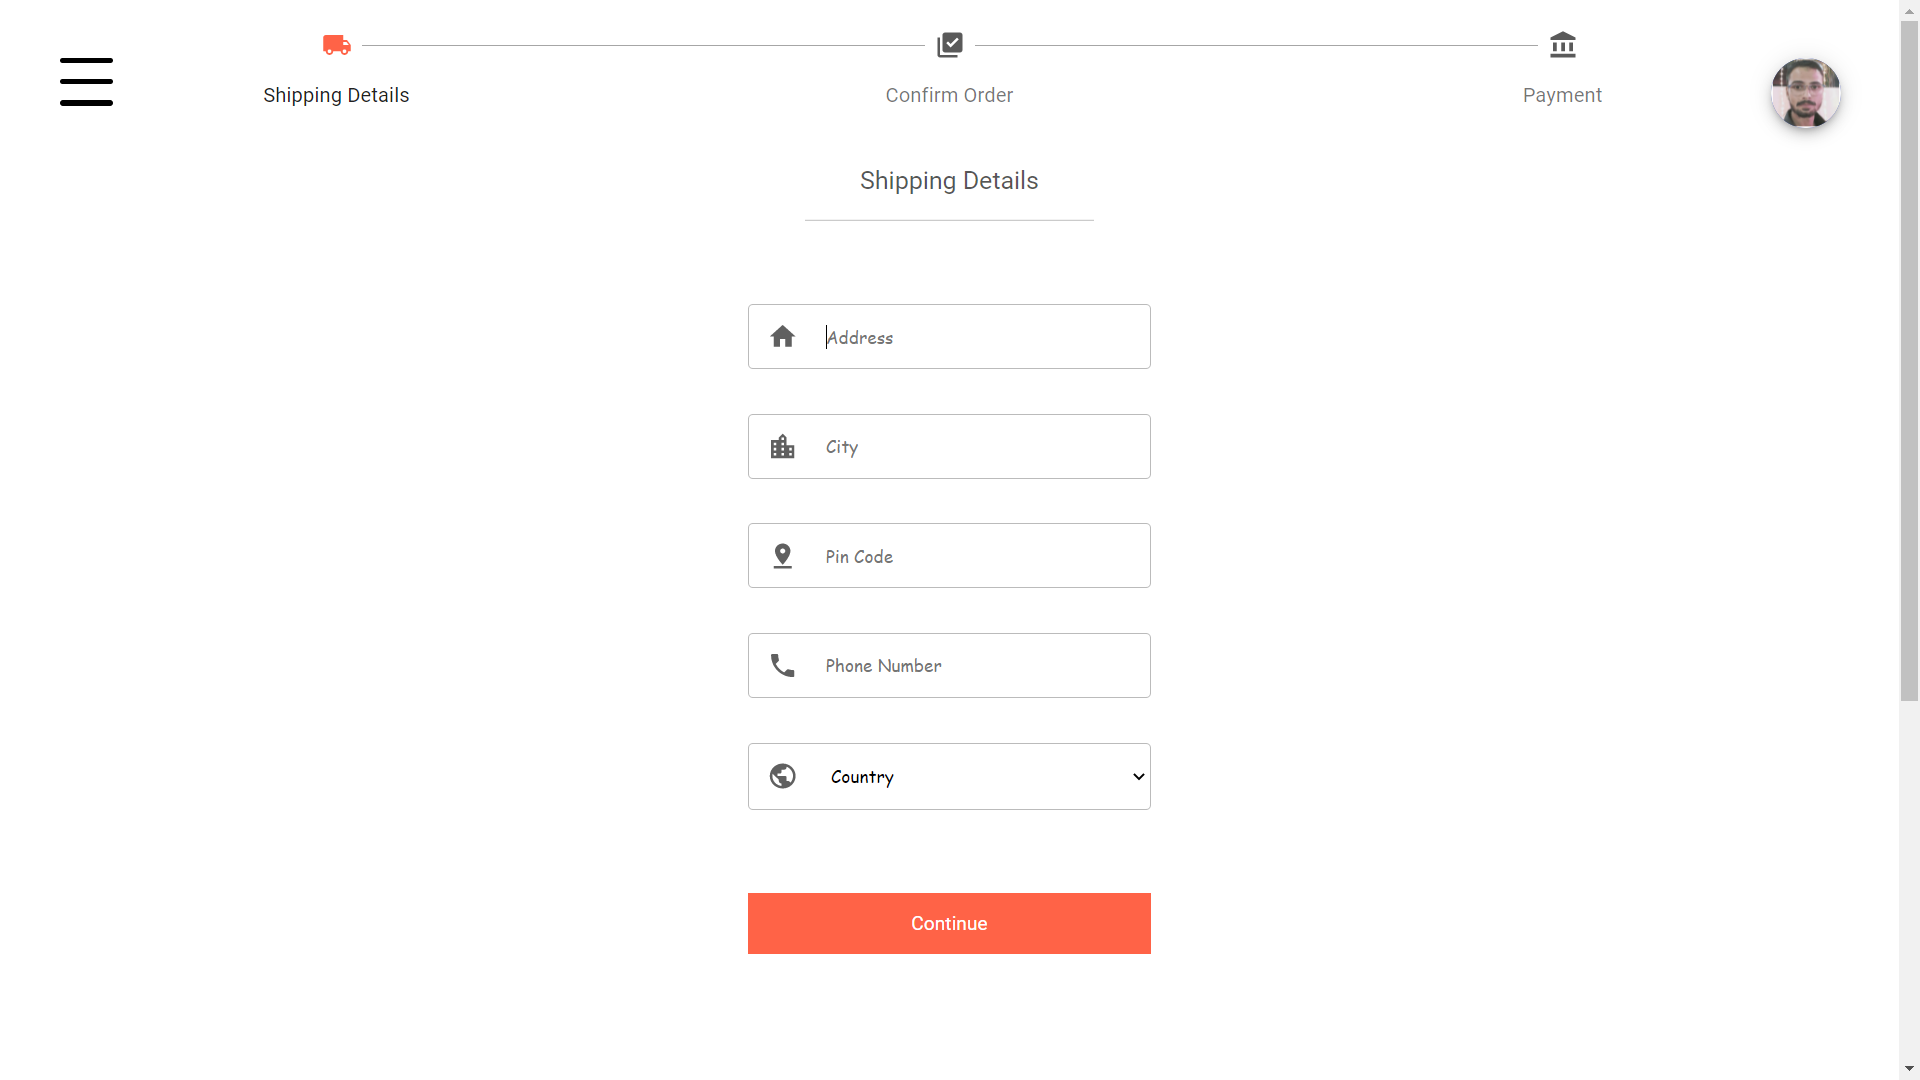 Shipping Details
Confirm Order
Payment
Shipping Details
Address
City
Pin Code
Phone Number
Country
Continue